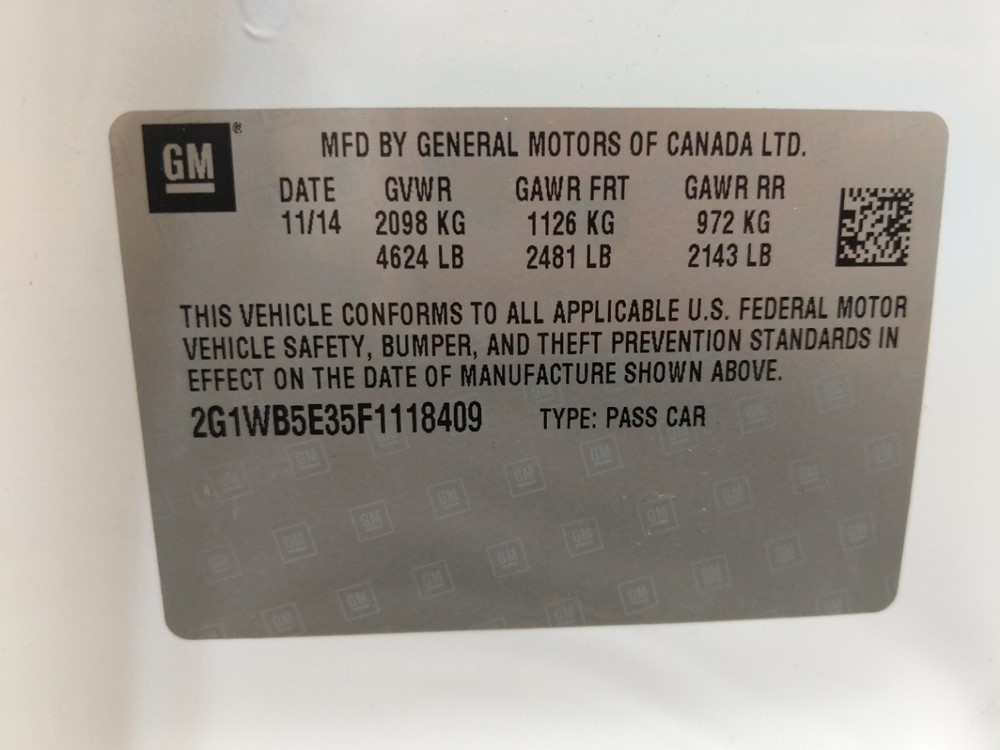 GM®
MFD BY GENERAL MOTORS OF CANADA LTD.
DATE GVWR GAWR FRT GAWR RR
11/14 2098 KG 1126 KG 972 KG
4624 LB 2481 LB 2143 LB
THIS VEHICLE CONFORMS TO ALL APPLICABLE U.S. FEDERAL MOTOR
VEHICLE SAFETY, BUMPER, AND THEFT PREVENTION STANDARDS IN
EFFECT ON THE DATE OF MANUFACTURE SHOWN ABOVE.
2G1WB5E35F1118409 TYPE: PASS CAR